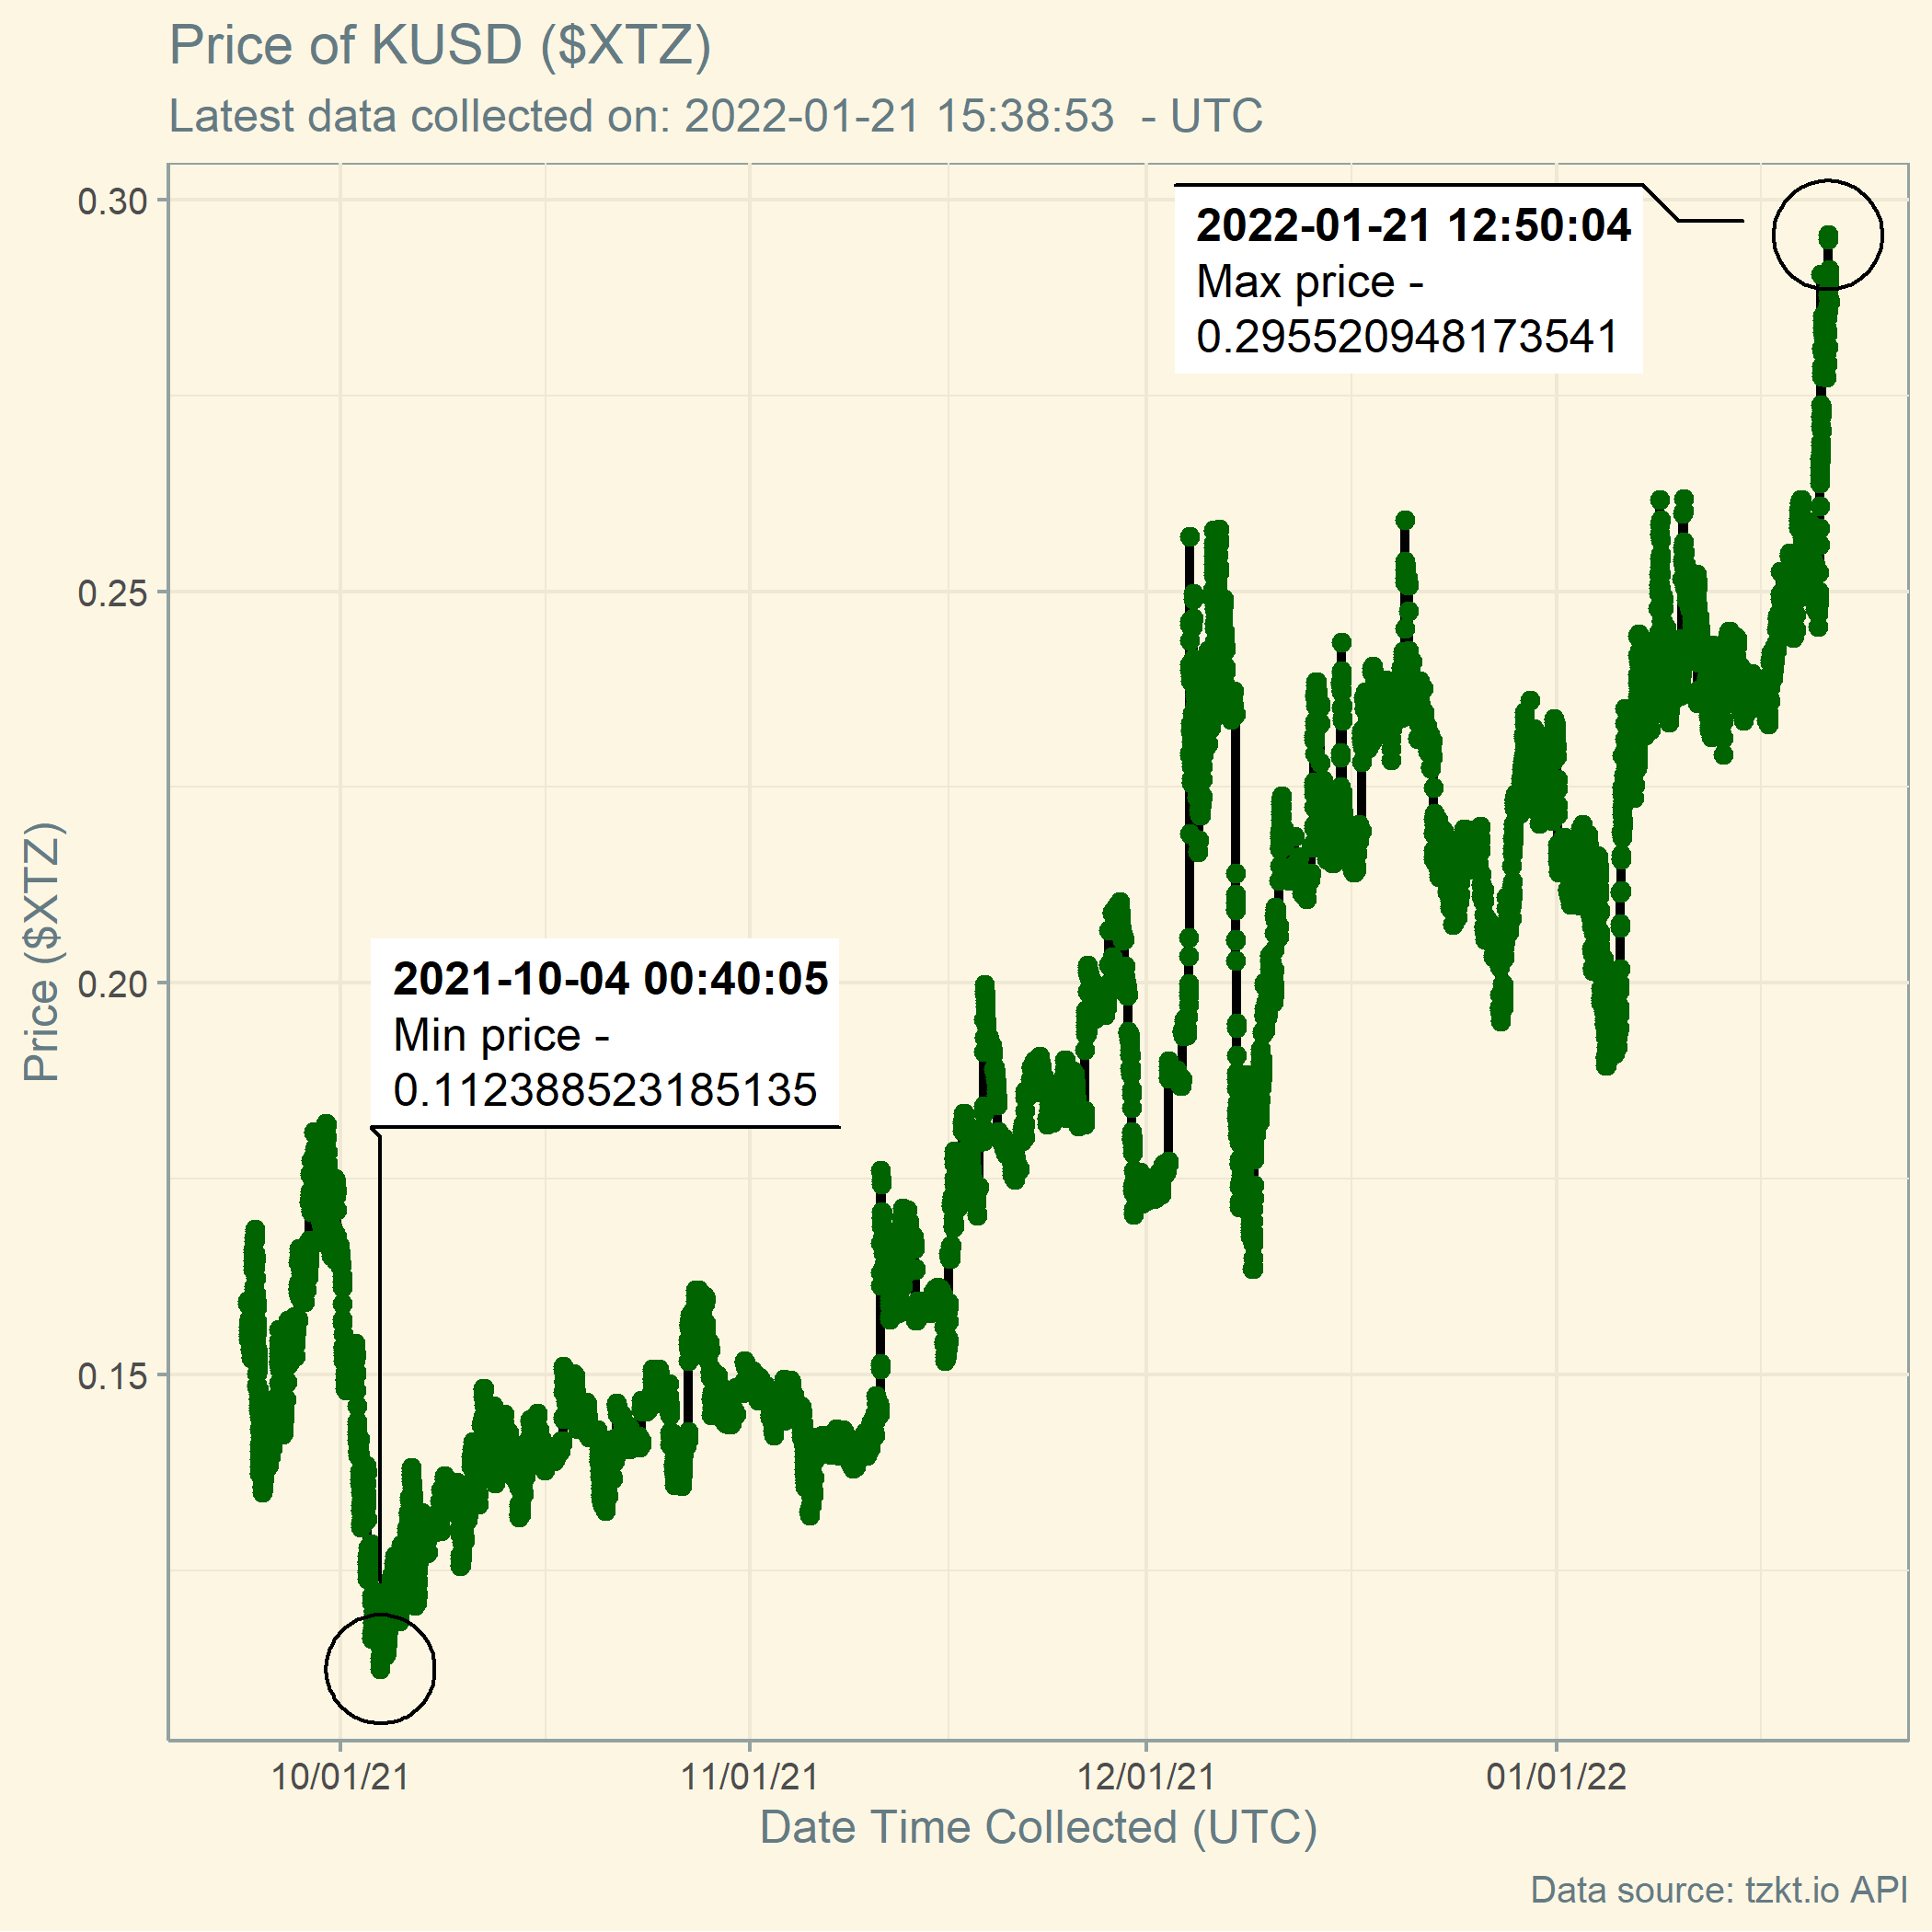 Price of KUSD ($XTZ)
Latest data collected on: 2022-01-21 15:38:53  - UTC
0.30
0.25
0.20
0.15
Price ($XTZ)
2022-01-21 12:50:04
Max price -
0.295520948173541
2021-10-04 00:40:05
Min price -
0.112388523185135
10/01/21
11/01/21
12/01/21
01/01/22
Date Time Collected (UTC)
Data source: tzkt.io API